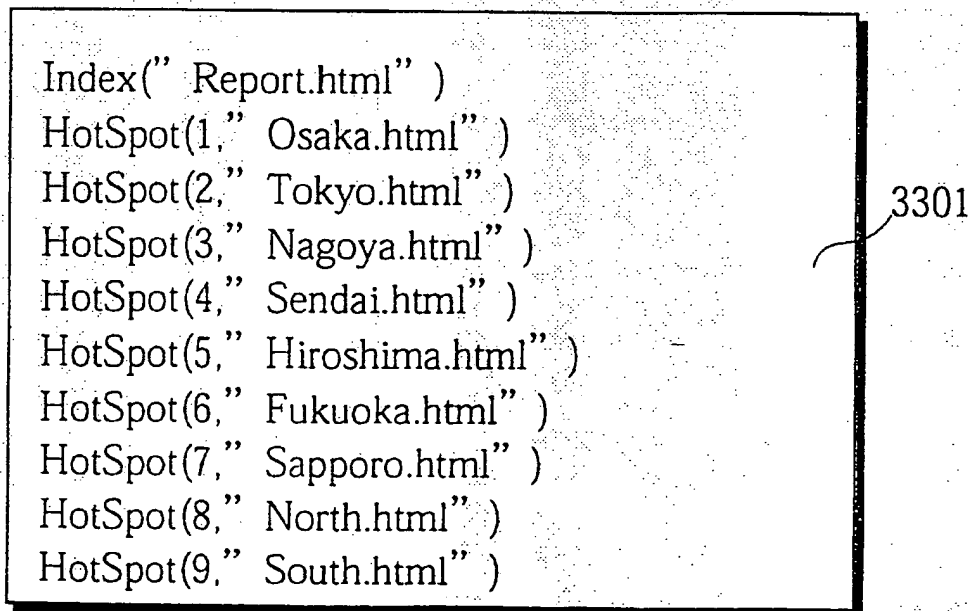 Index(” Report.html” )
HotSpot(1,” Osaka.html” )
HotSpot(2,” Tokyo.html” )
HotSpot(3,” Nagoya.html” )
HotSpot(4,” Sendai.html” )
HotSpot(5,” Hiroshima.html” )
HotSpot(6,” Fukuoka.html” )
HotSpot(7,” Sapporo.html” )
HotSpot(8,” North.html” )
HotSpot(9,” South.html” )
3301